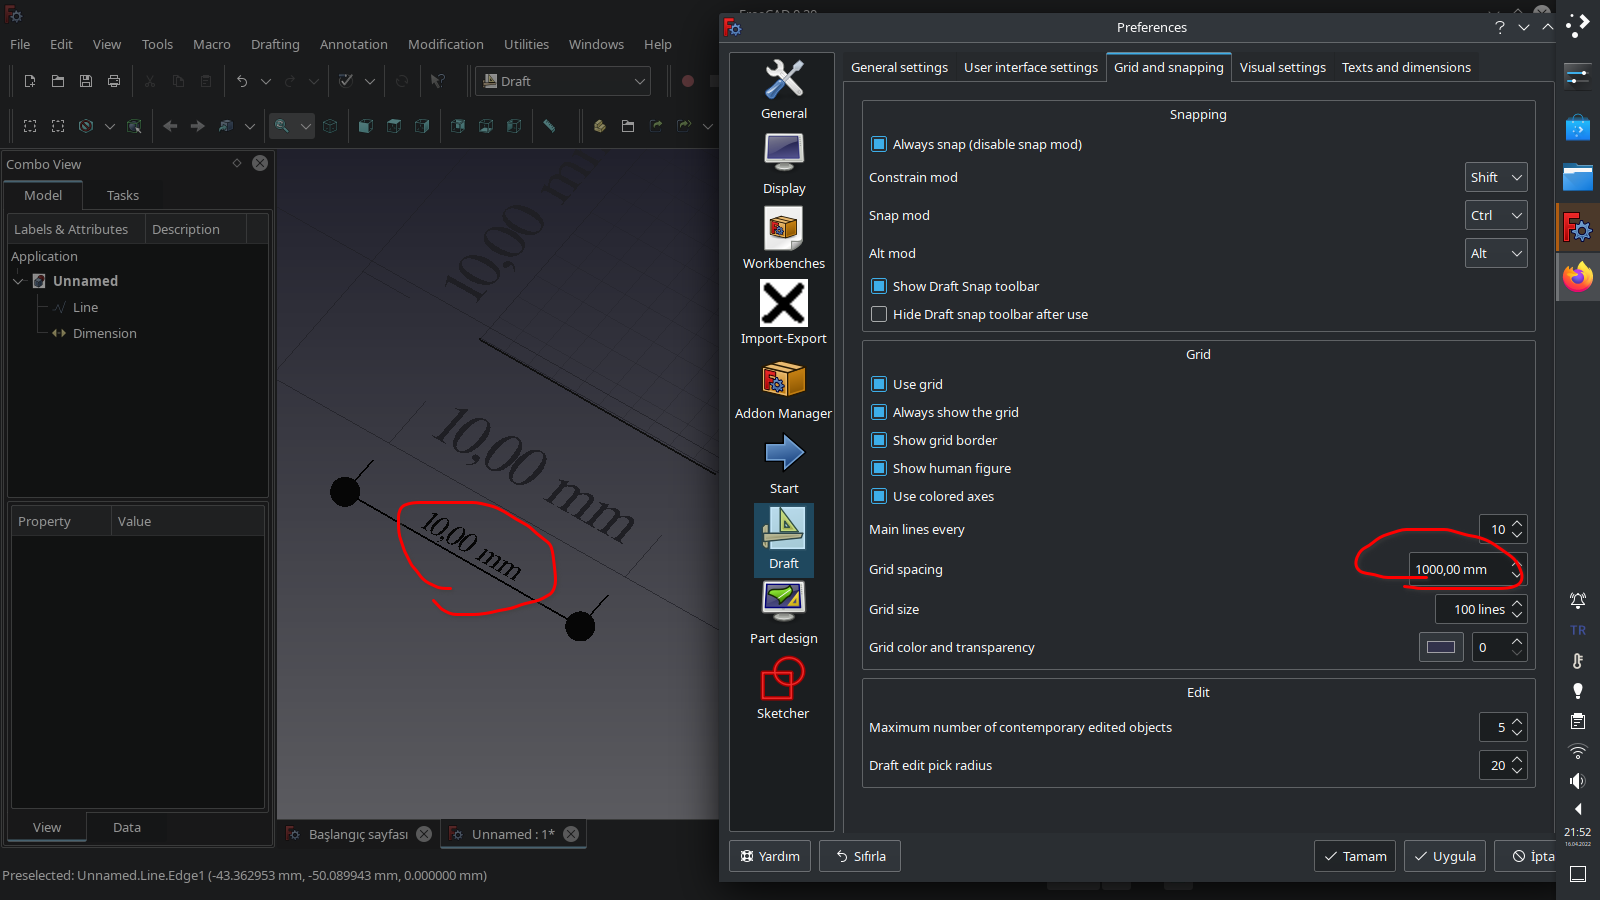 FreeCAD 0.20
File Edit View Tools Macro Drafting Annotation Modification Utilities Windows Help
Draft
Combo View
Model Tasks
Labels & Attributes Description
Application
Unnamed
Line
Dimension
Property Value
View Data
10,00 m
10,00 mm
10,00 mm
Başlangıç sayfası Unnamed : 1*
Preselected: Unnamed.Line.Edge1 (-43.362953 mm, -50.089943 mm, 0.000000 mm)
Preferences
?
General
Display
Workbenches
Import-Export
Addon Manager
Start
Draft
Part design
Sketcher
General settings User interface settings Grid and snapping Visual settings Texts and dimensions
Snapping
Always snap (disable snap mod)
Constrain mod Shift
Snap mod Ctrl
Alt mod Alt
Show Draft Snap toolbar
Hide Draft snap toolbar after use
Grid
Use grid
Always show the grid
Show grid border
Show human figure
Use colored axes
Main lines every 10
Grid spacing 1000,00 mm
Grid size 100 lines
Grid color and transparency 0
Edit
Maximum number of contemporary edited objects 5
Draft edit pick radius 20
Yardım Sıfırla Tamam Uygula İpta
TR
21:52
16.04.2022